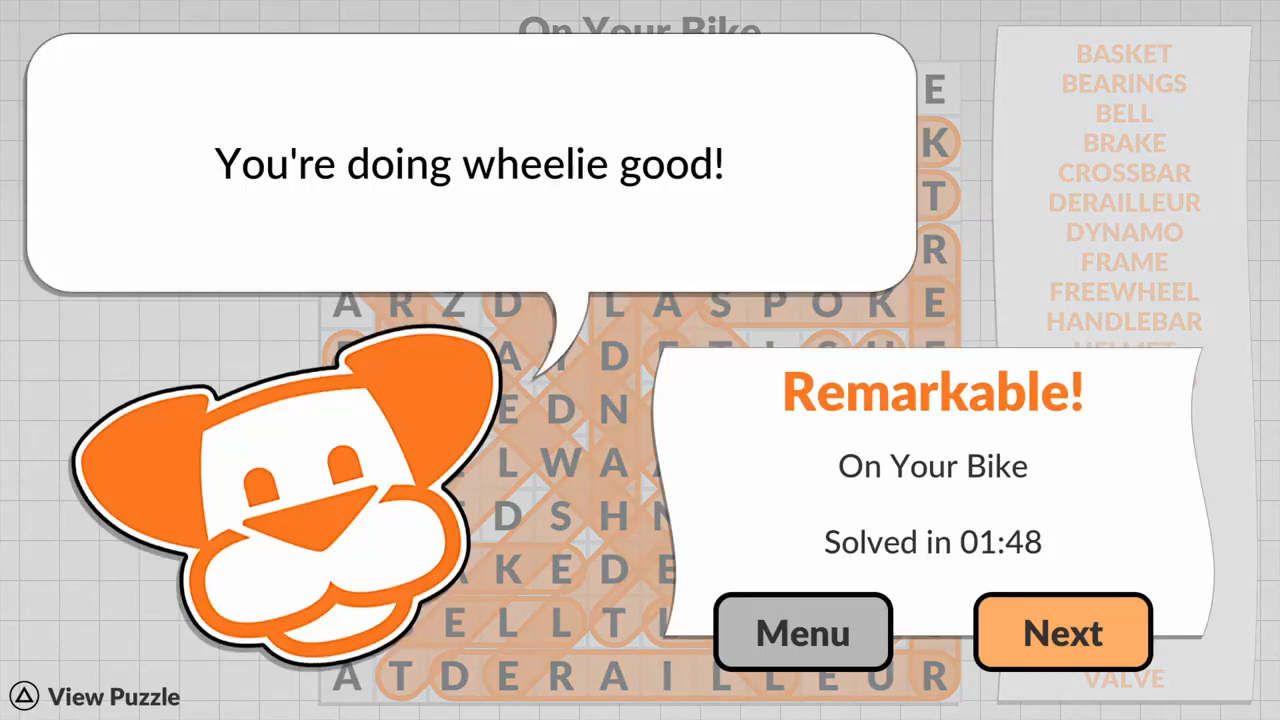 On Your Bike
You're doing wheelie good!
E
K
T
R
A R Z D L A S P O K E
A Y D E T
E D N
L W A
D S H N
A K E D E
E L L T
A T D E R A I L L E U R
BASKET
BEARINGS
BELL
BRAKE
CROSSBAR
DERAILLEUR
DYNAMO
FRAME
FREEWHEEL
HANDLEBAR
HELMET
VALVE
Remarkable!
On Your Bike
Solved in 01:48
Menu
Next
View Puzzle